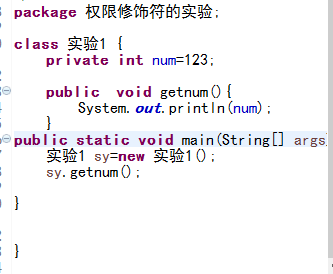 package 权限修饰符的实验;
class 实验1 {
private int num=123;
public  void getnum(){
System.out.println(num);
}
public static void main(String[] args
实验1 sy=new 实验1();
sy.getnum();
}
}